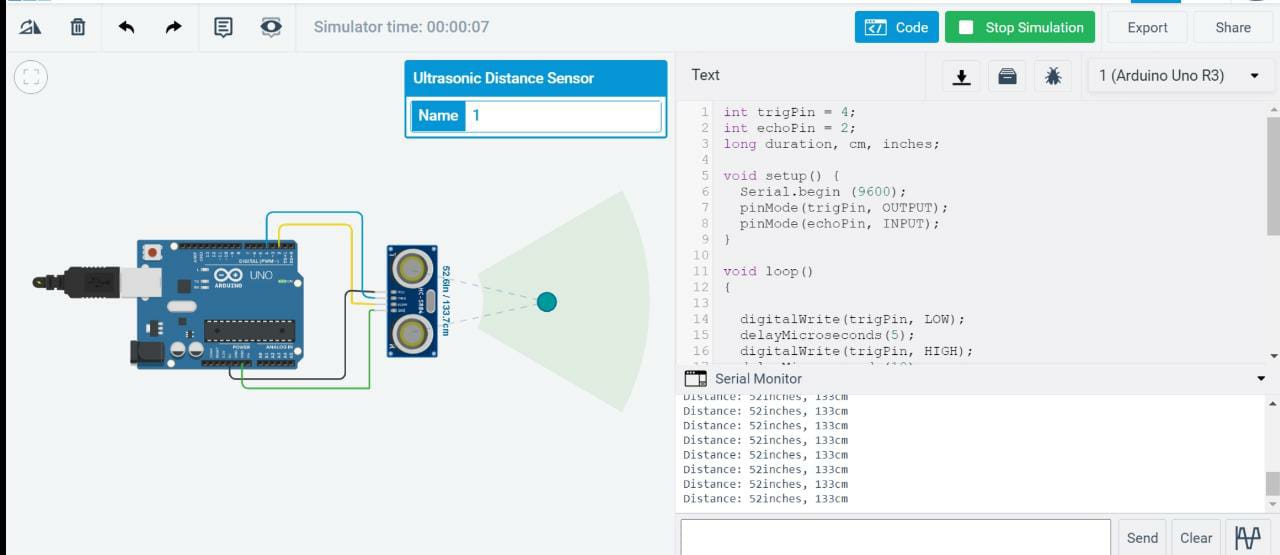 Simulator time: 00:00:07
Code
Stop Simulation
Export
Share
Ultrasonic Distance Sensor
Name 1
Text
1 (Arduino Uno R3)
1 int trigPin = 4;
2 int echoPin = 2;
3 long duration, cm, inches;
4
5 void setup() {
6 Serial.begin (9600);
7 pinMode(trigPin, OUTPUT);
8 pinMode(echoPin, INPUT);
9 }
10
11 void loop()
12 {
13
14 digitalWrite(trigPin, LOW);
15 delayMicroseconds(5);
16 digitalWrite(trigPin, HIGH);
DIGITAL (PWM~)
UNO
ARDUINO
POWER
ANALOG IN
HC-SR04
52.6in / 133.7cm
Serial Monitor
Distance: 52inches, 133cm
Distance: 52inches, 133cm
Distance: 52inches, 133cm
Distance: 52inches, 133cm
Distance: 52inches, 133cm
Distance: 52inches, 133cm
Distance: 52inches, 133cm
Distance: 52inches, 133cm
Send
Clear